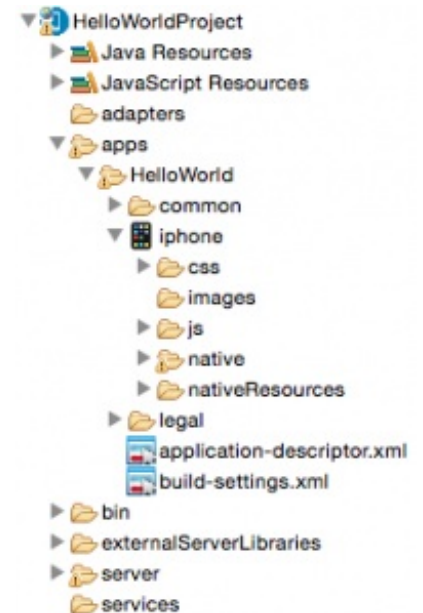 HelloWorldProject
Java Resources
JavaScript Resources
adapters
apps
HelloWorld
common
iphone
css
images
js
native
nativeResources
legal
application-descriptor.xml
build-settings.xml
bin
externalServerLibraries
server
services